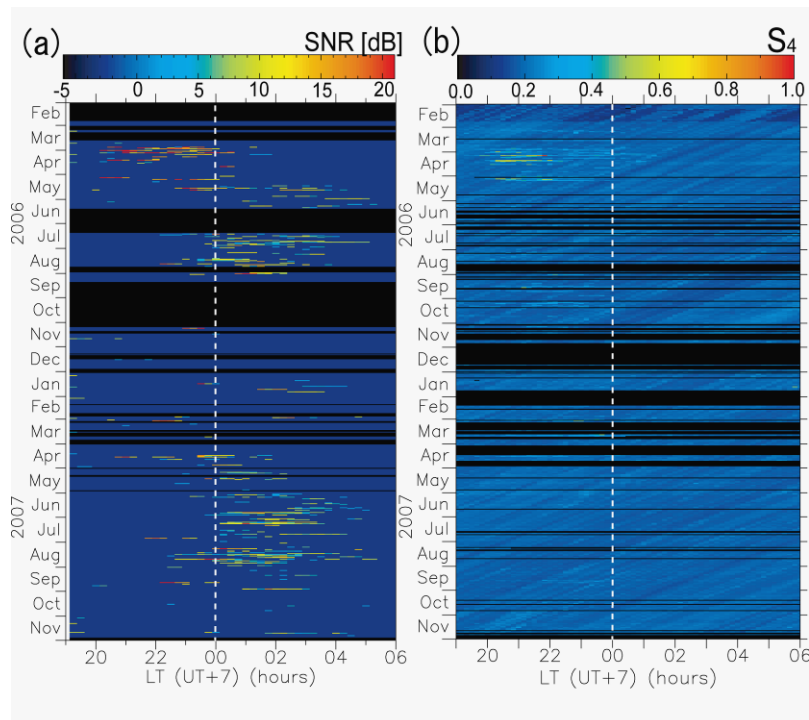 (a) SNR [dB]
-5 0 5 10 15 20
Feb
Mar
Apr
May
Jun
Jul
Aug
Sep
Oct
Nov
Dec
Jan
Feb
Mar
Apr
May
Jun
Jul
Aug
Sep
Oct
Nov
2006
2007
20 22 00 02 04 06
LT (UT+7) (hours)
(b) S4
0.0 0.2 0.4 0.6 0.8 1.0
Feb
Mar
Apr
May
Jun
Jul
Aug
Sep
Oct
Nov
Dec
Jan
Feb
Mar
Apr
May
Jun
Jul
Aug
Sep
Oct
Nov
2006
2007
20 22 00 02 04 06
LT (UT+7) (hours)